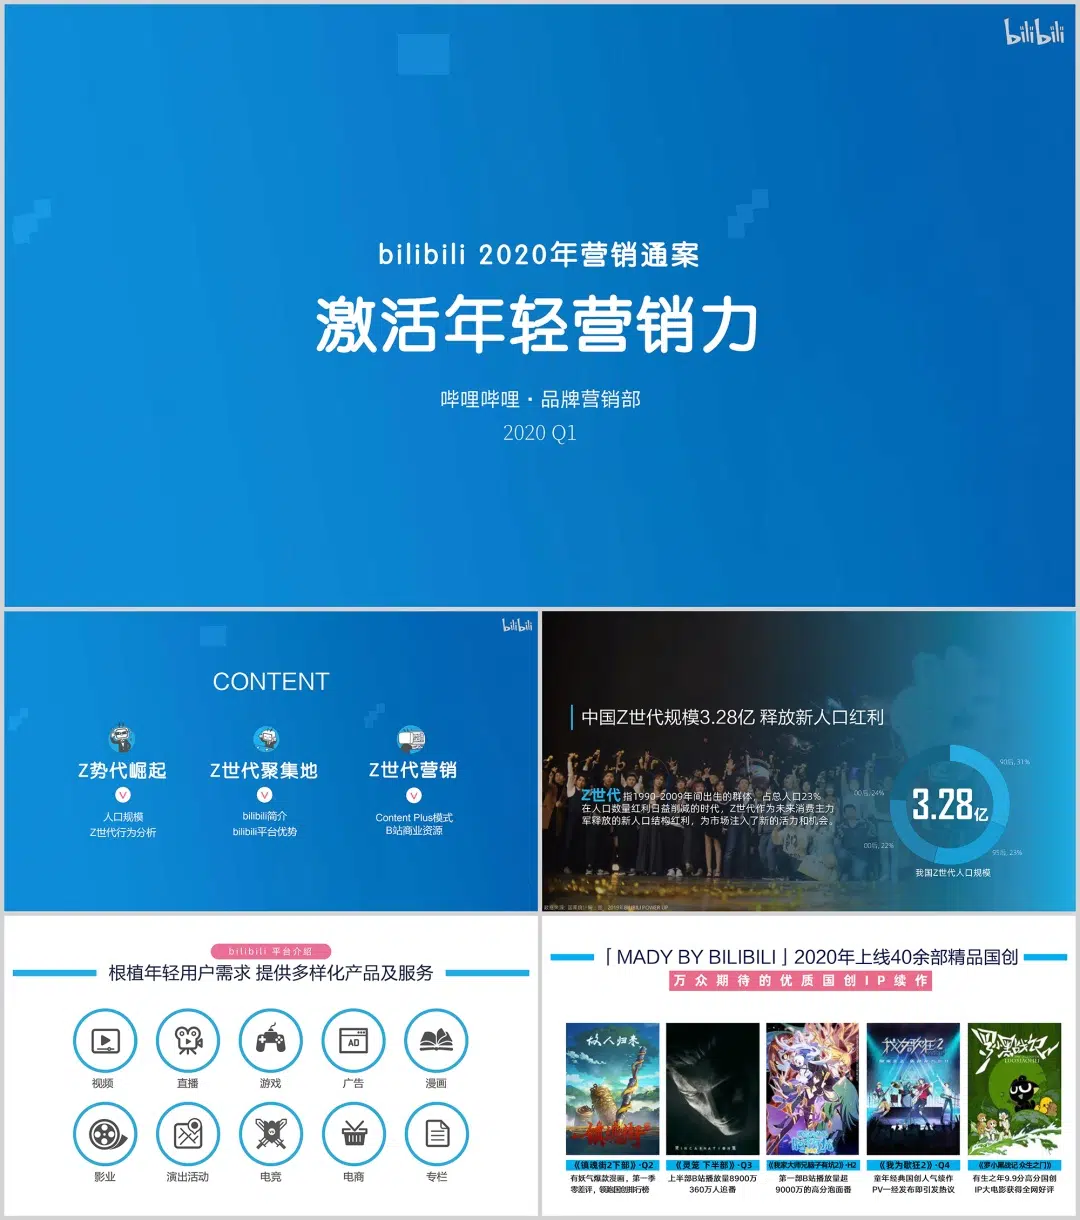 bilibili
bilibili 2020年营销通案
激活年轻营销力
哔哩哔哩·品牌营销部
2020 Q1
bilibili
CONTENT
Z势代崛起
人口规模
Z世代行为分析
Z世代聚集地
bilibili简介
bilibili平台优势
Z世代营销
Content Plus模式
B站商业资源
中国Z世代规模3.28亿 释放新人口红利
Z世代 指1990-2009年间出生的群体，占总人口23%
在人口数量红利日益削减的时代，Z世代作为未来消费主力
军释放的新人口结构红利，为市场注入了新的活力和机会。
90后, 31%
00后, 24%
3.28亿
00后, 22%
95后, 23%
我国Z世代人口规模
bilibili 平台介绍
根植年轻用户需求 提供多样化产品及服务
AD
视频
直播
游戏
广告
漫画
影业
演出活动
电竞
电商
专栏
「 MADY BY BILIBILI 」2020年上线40余部精品国创
万众期待的优质国创IP续作
故人归来
镇魂街
INCARNATION
我为歌狂2
罗小黑战记
《镇魂街2下部》·Q2
有妖气爆款漫画，第一季
零差评，领跑国创排行榜
《灵笼 下半部》·Q3
上半部B站播放量8900万
360万人追番
《我家大师兄脑子有坑2》·H2
第一部B站播放量超
9000万的高分泡面番
《我为歌狂2》·Q4
童年经典国创人气续作
PV一经发布即引发热议
《罗小黑战记:众生之门》
有生之年9.9分高分国创
IP大电影获得全网好评